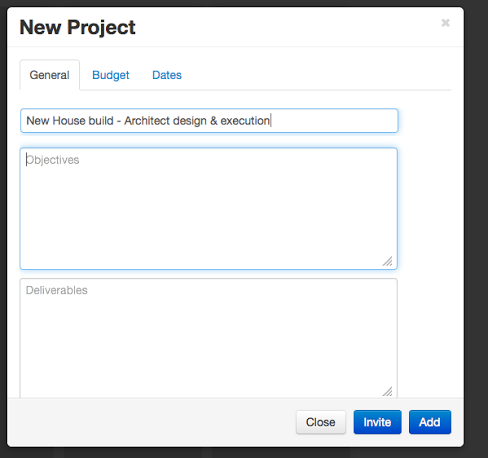 New Project
×
General Budget Dates
New House build - Architect design & execution
Objectives
Deliverables
Close Invite Add